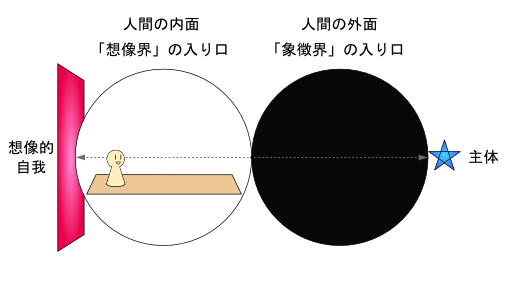 人間の内面
「想像界」の入り口
人間の外面
「象徴界」の入り口
想像的
自我
主体